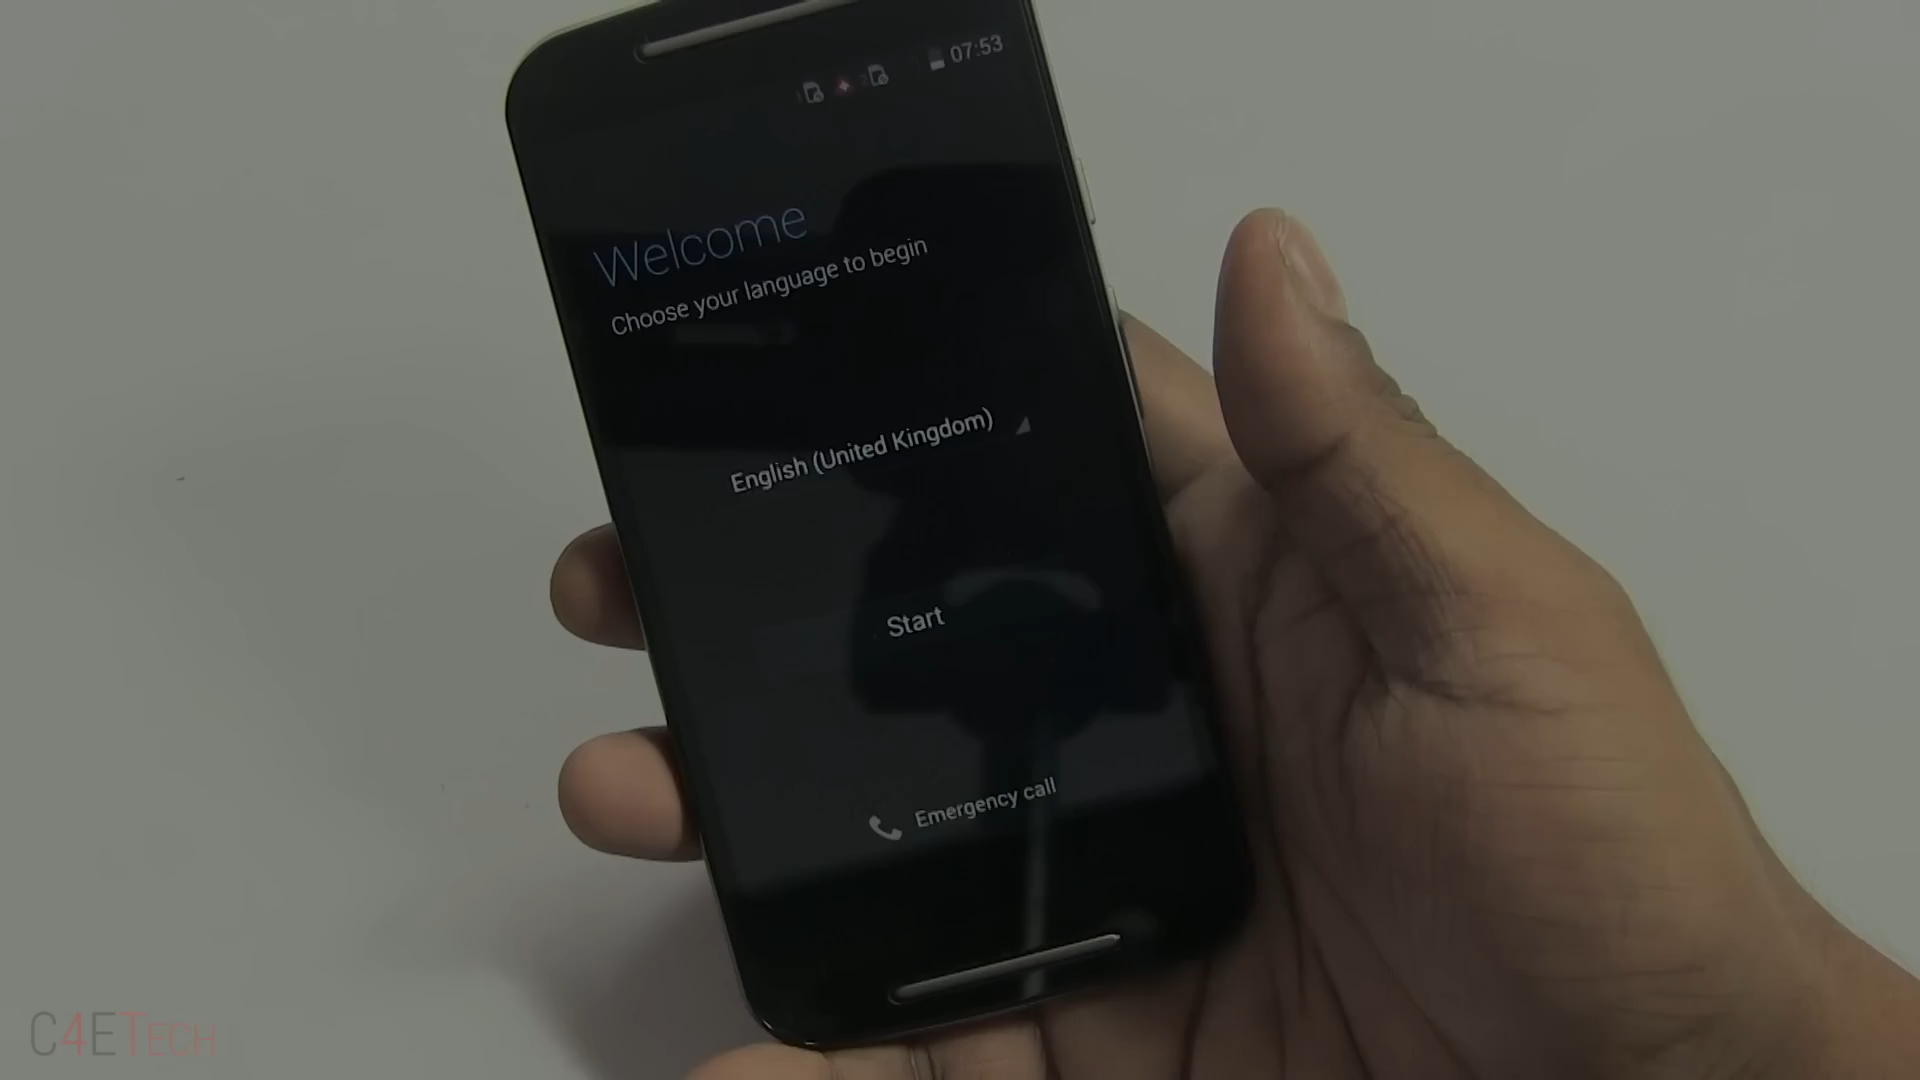 07:53
Welcome
Choose your language to begin
English (United Kingdom)
Start
Emergency call
C4ETECH